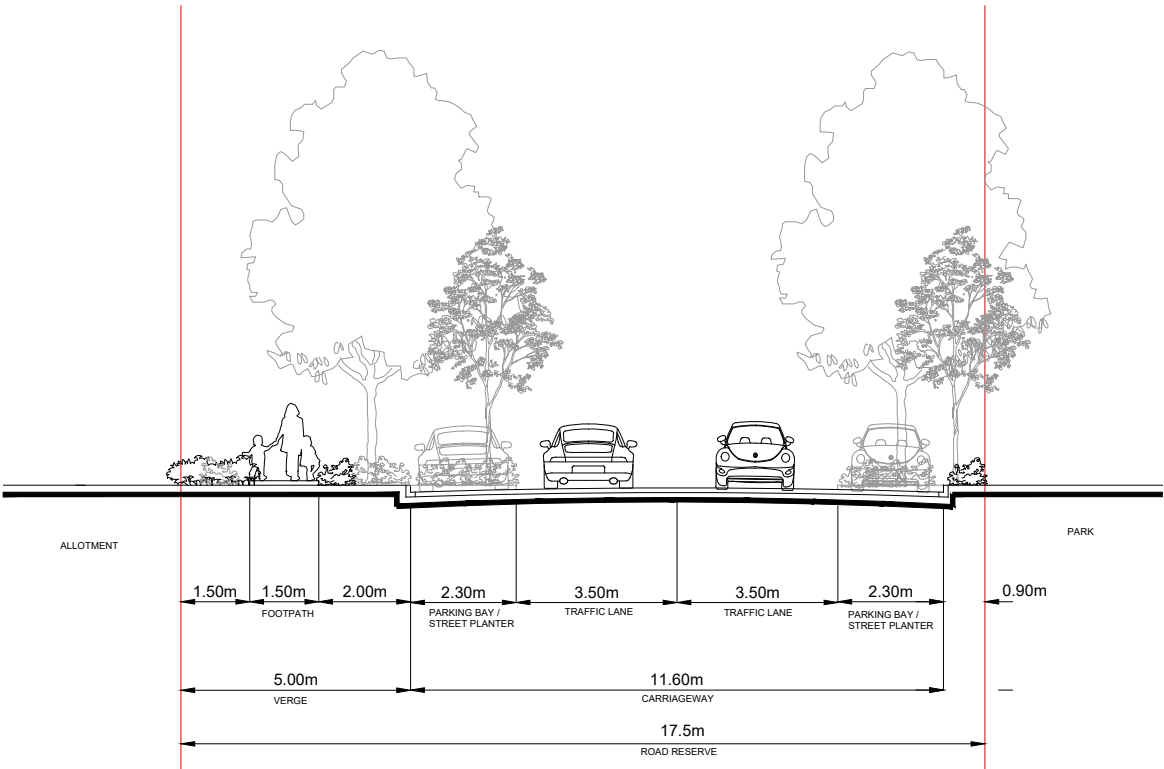 ALLOTMENT
PARK
1.50m
1.50m
2.00m
2.30m
3.50m
3.50m
2.30m
0.90m
FOOTPATH
PARKING BAY /
STREET PLANTER
TRAFFIC LANE
TRAFFIC LANE
PARKING BAY /
STREET PLANTER
5.00m
11.60m
VERGE
CARRIAGEWAY
17.5m
ROAD RESERVE